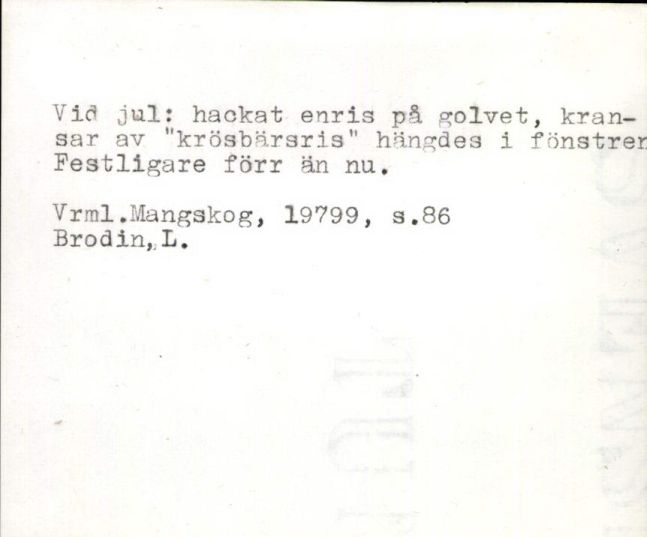 Vid jul: hackat enris på golvet, kran-
sar av "krösbärsris" hängdes i fönstren
Festligare förr än nu.
Vrml.Mangskog, 19799, s.86
Brodin, L.